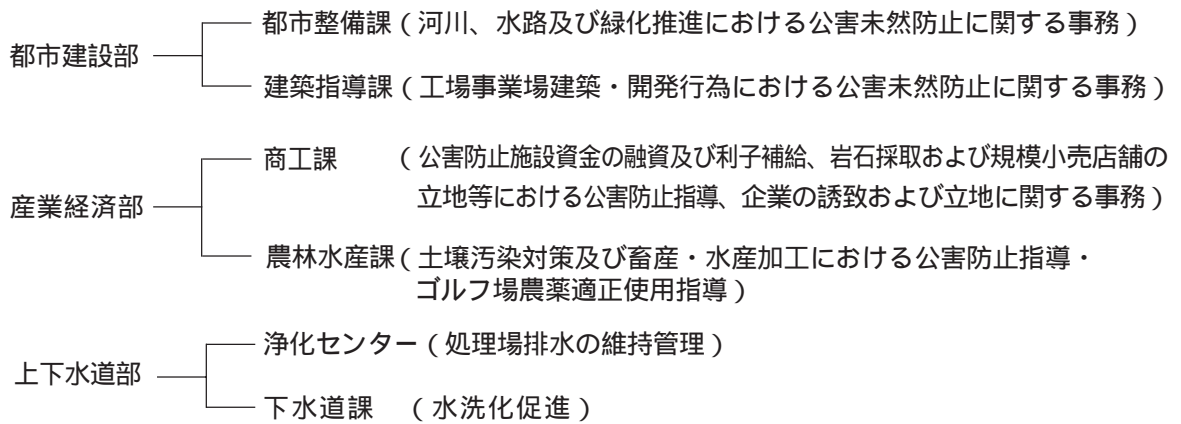 都市建設部
都市整備課(河川、水路及び緑化推進における公害未然防止に関する事務)
建築指導課(工場事業場建築・開発行為における公害未然防止に関する事務)
産業経済部
商工課 (公害防止施設資金の融資及び利子補給、岩石採取および規模小売店舗の
立地等における公害防止指導、企業の誘致および立地に関する事務)
農林水産課(土壌汚染対策及び畜産・水産加工における公害防止指導・
ゴルフ場農薬適正使用指導)
上下水道部
浄化センター(処理場排水の維持管理)
下水道課 (水洗化促進)